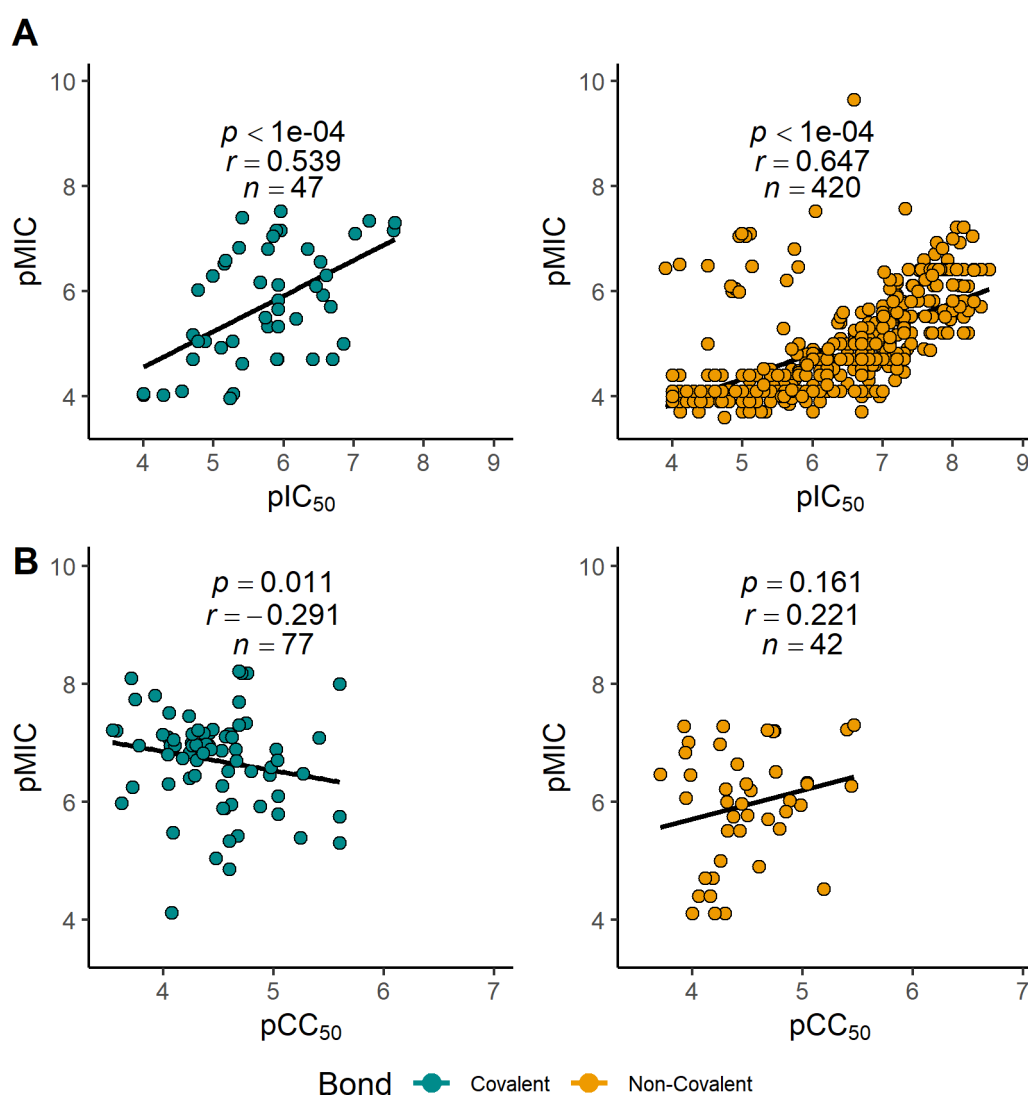 A
10
8
6
4
pMIC
p < 1e-04
r = 0.539
n = 47
4 5 6 7 8 9
pIC50
10
8
6
4
pMIC
p < 1e-04
r = 0.647
n = 420
4 5 6 7 8 9
pIC50
B
10
8
6
4
pMIC
p = 0.011
r = −0.291
n = 77
4 5 6 7
pCC50
10
8
6
4
pMIC
p = 0.161
r = 0.221
n = 42
4 5 6 7
pCC50
Bond Covalent Non-Covalent